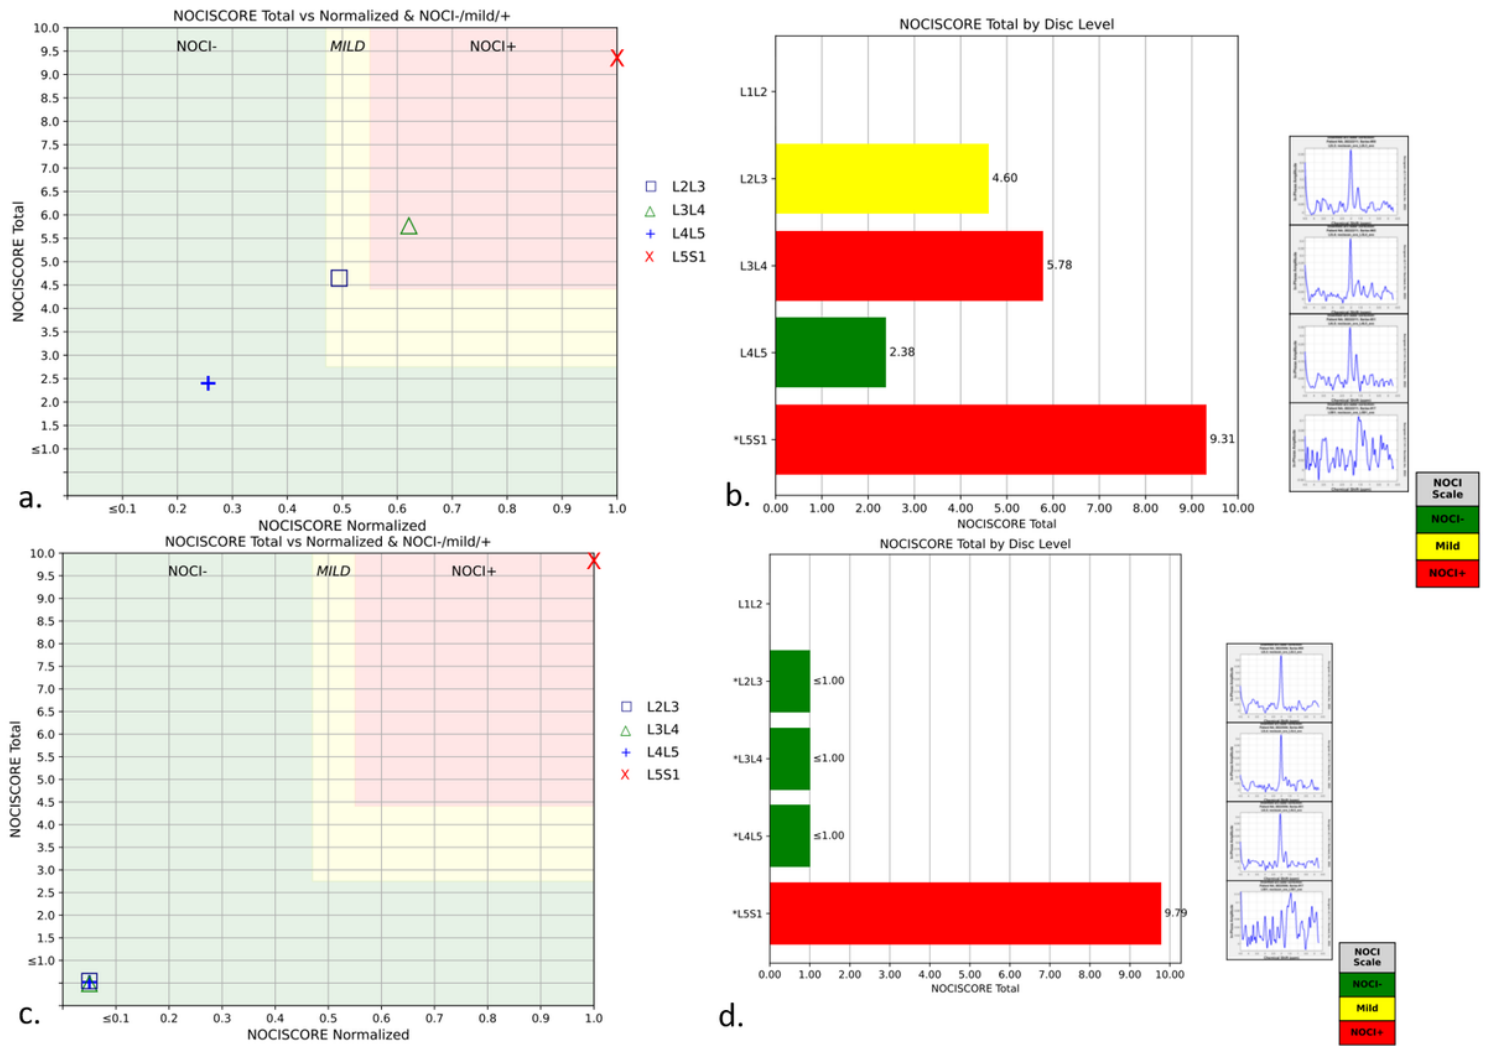 NOCISCORE Total vs Normalized & NOCI-/mild/+
NOCI-
MILD
NOCI+
NOCISCORE Total
10.0
9.5
9.0
8.5
8.0
7.5
7.0
6.5
6.0
5.5
5.0
4.5
4.0
3.5
3.0
2.5
2.0
1.5
≤1.0
≤0.1 0.2 0.3 0.4 0.5 0.6 0.7 0.8 0.9 1.0
NOCISCORE Normalized
L2L3
L3L4
L4L5
L5S1
a.
NOCISCORE Total by Disc Level
L1L2
L2L3 4.60
L3L4 5.78
L4L5 2.38
*L5S1 9.31
0.00 1.00 2.00 3.00 4.00 5.00 6.00 7.00 8.00 9.00 10.00
NOCISCORE Total
b.
NOCI
Scale
NOCI-
Mild
NOCI+
NOCISCORE Total vs Normalized & NOCI-/mild/+
NOCI-
MILD
NOCI+
NOCISCORE Total
10.0
9.5
9.0
8.5
8.0
7.5
7.0
6.5
6.0
5.5
5.0
4.5
4.0
3.5
3.0
2.5
2.0
1.5
≤1.0
≤0.1 0.2 0.3 0.4 0.5 0.6 0.7 0.8 0.9 1.0
NOCISCORE Normalized
L2L3
L3L4
L4L5
L5S1
c.
NOCISCORE Total by Disc Level
L1L2
*L2L3 ≤1.00
*L3L4 ≤1.00
*L4L5 ≤1.00
*L5S1 9.79
0.00 1.00 2.00 3.00 4.00 5.00 6.00 7.00 8.00 9.00 10.00
NOCISCORE Total
d.
NOCI
Scale
NOCI-
Mild
NOCI+